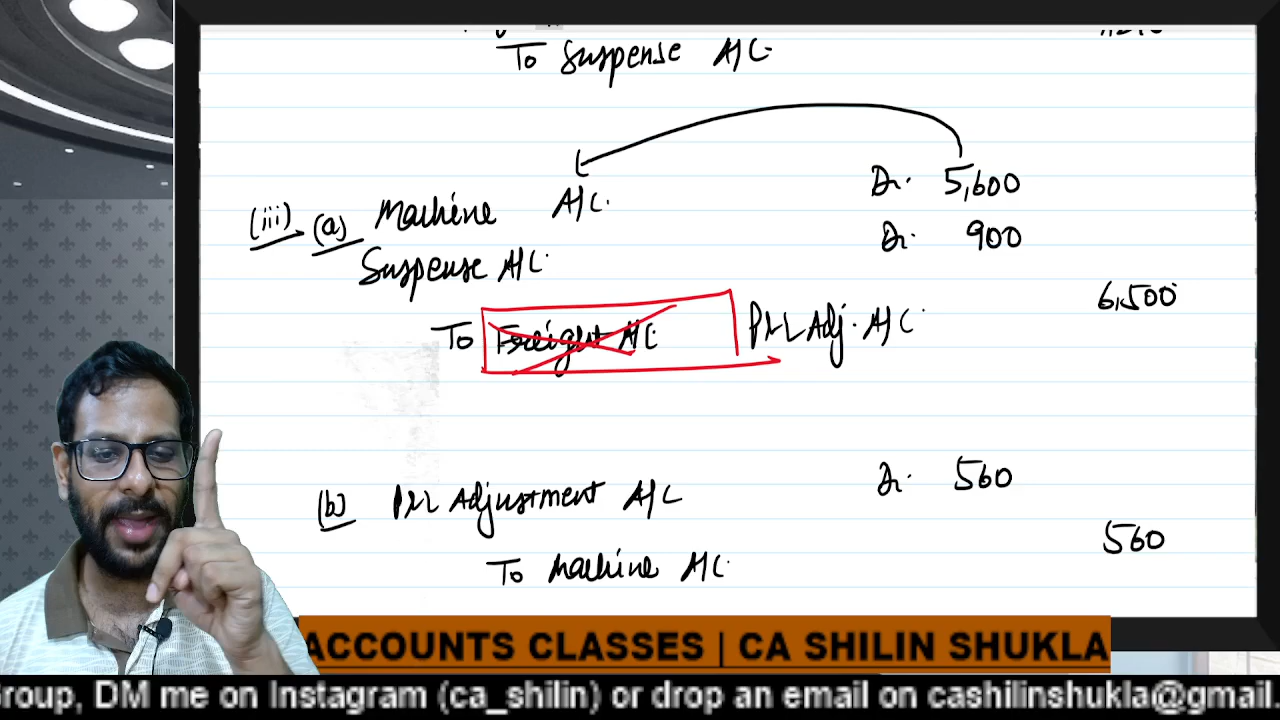 To Suspense A/C.
(iii) (a) Machine A/C. Dr. 5,600
Suspense A/C. Dr. 900
To Freight A/C P/L Adj. A/C. 6,500
(b) P/L Adjustment A/C Dr. 560
To Machine A/C. 560
ACCOUNTS CLASSES | CA SHILIN SHUKLA
Group, DM me on Instagram (ca_shilin) or drop an email on cashilinshukla@gmail.